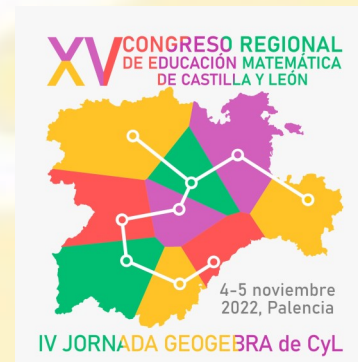 XV CONGRESO REGIONAL
DE EDUCACIÓN MATEMÁTICA
DE CASTILLA Y LEÓN
4-5 noviembre
2022, Palencia
IV JORNADA GEOGEBRA de CyL